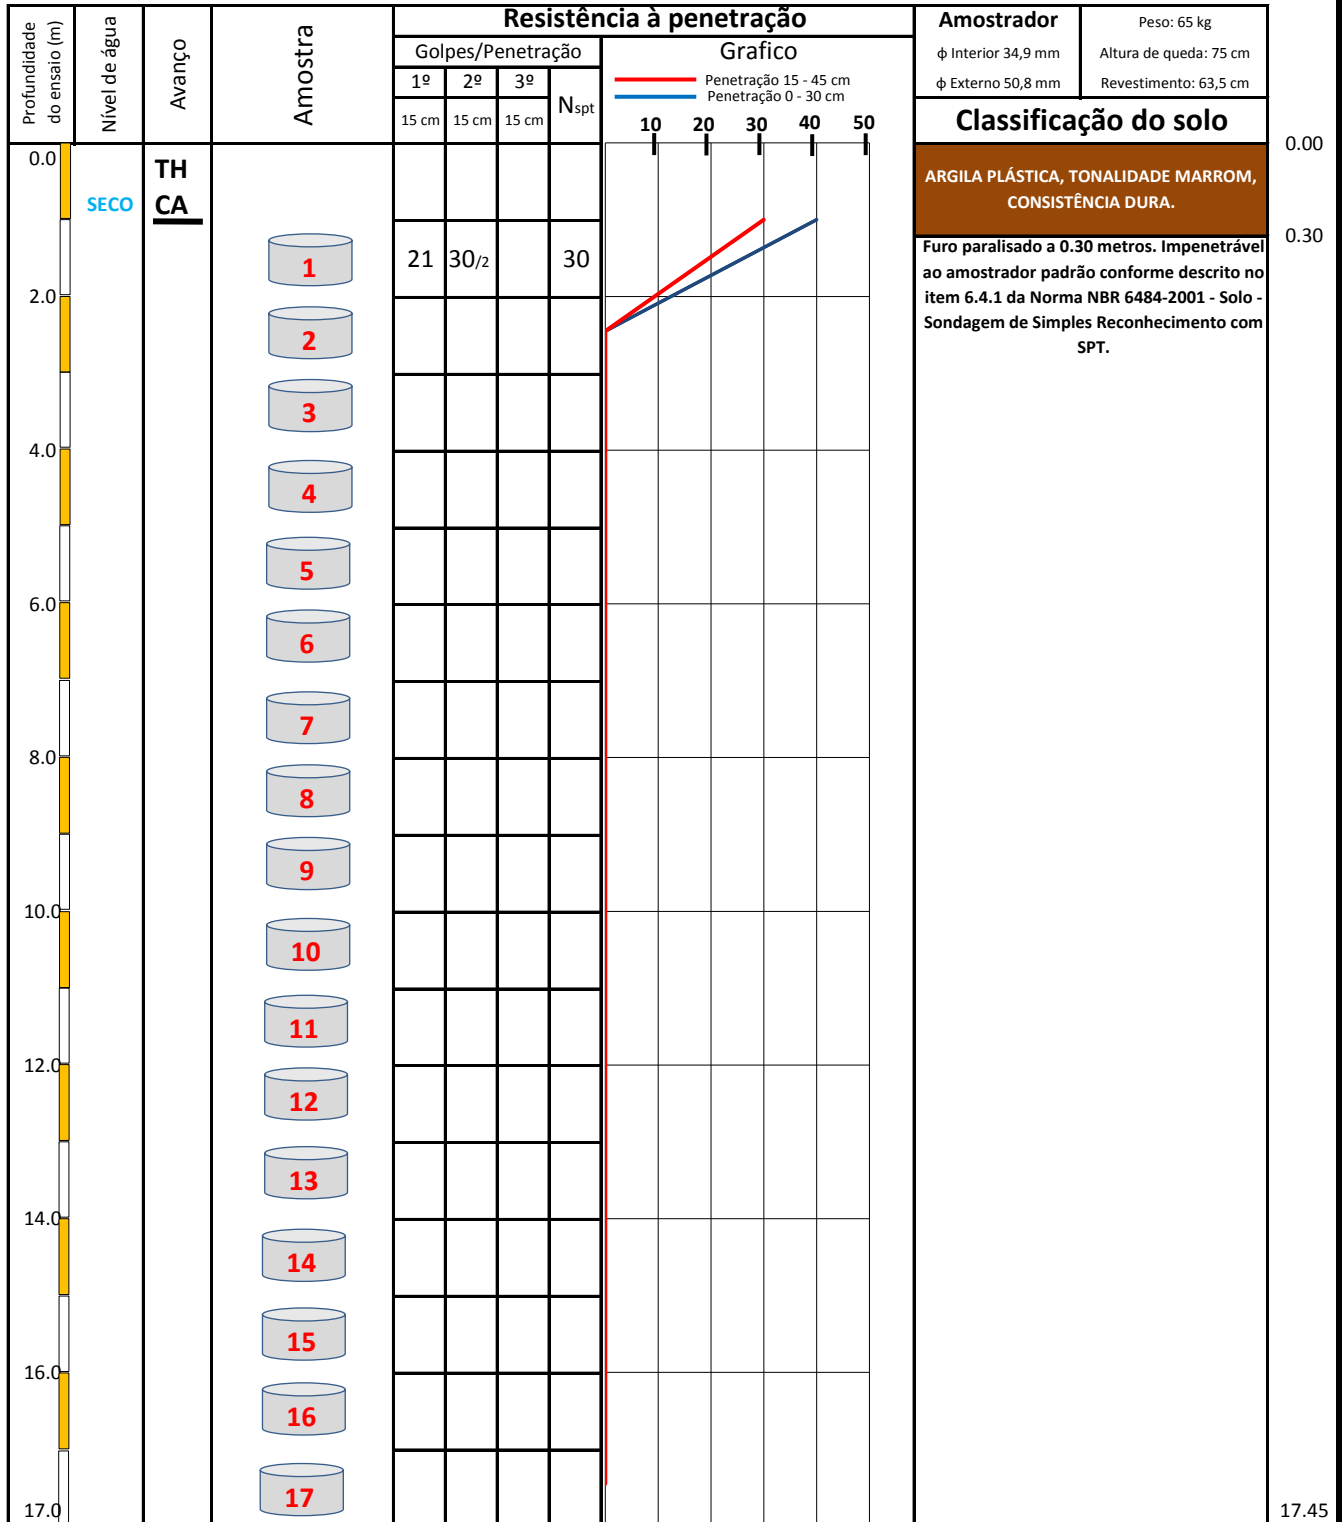 Profundidade do ensaio (m)
Nível de água
Avanço
Amostra
Resistência à penetração
Golpes/Penetração
1º 2º 3º
15 cm 15 cm 15 cm
Nspt
Grafico
Penetração 15 - 45 cm
Penetração 0 - 30 cm
10 20 30 40 50
Amostrador
ϕ Interior 34,9 mm
ϕ Externo 50,8 mm
Peso: 65 kg
Altura de queda: 75 cm
Revestimento: 63,5 cm
Classificação do solo
0.0
SECO
TH
CA
ARGILA PLÁSTICA, TONALIDADE MARROM,
CONSISTÊNCIA DURA.
0.00
0.30
1
21 30/2 30
Furo paralisado a 0.30 metros. Impenetrável
ao amostrador padrão conforme descrito no
item 6.4.1 da Norma NBR 6484-2001 - Solo -
Sondagem de Simples Reconhecimento com
SPT.
2.0
2
3
4.0
4
5
6.0
6
7
8.0
8
9
10.0
10
11
12.0
12
13
14.0
14
15
16.0
16
17
17.0
17.45